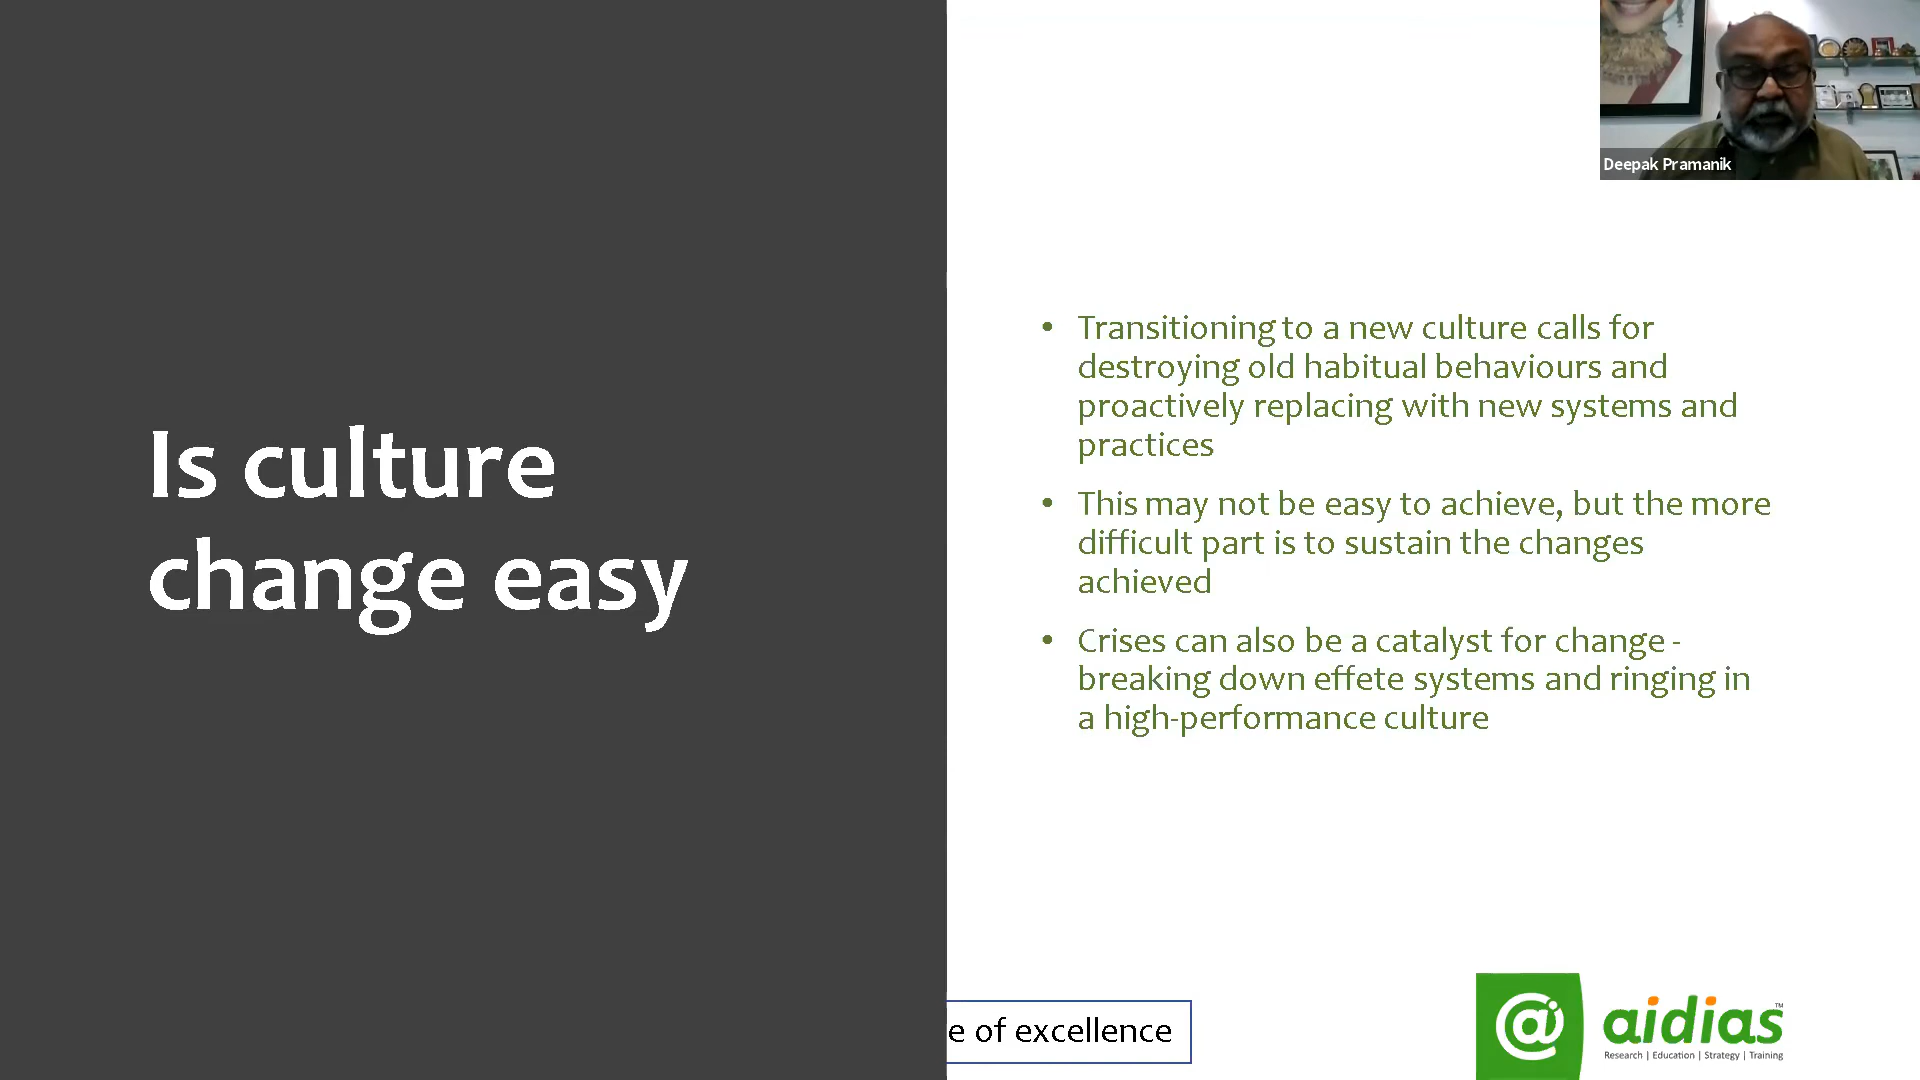 Deepak Pramanik
Is culture
change easy
• Transitioning to a new culture calls for
destroying old habitual behaviours and
proactively replacing with new systems and
practices
• This may not be easy to achieve, but the more
difficult part is to sustain the changes
achieved
• Crises can also be a catalyst for change -
breaking down effete systems and ringing in
a high-performance culture
e of excellence
@ aidias™
Research | Education | Strategy | Training